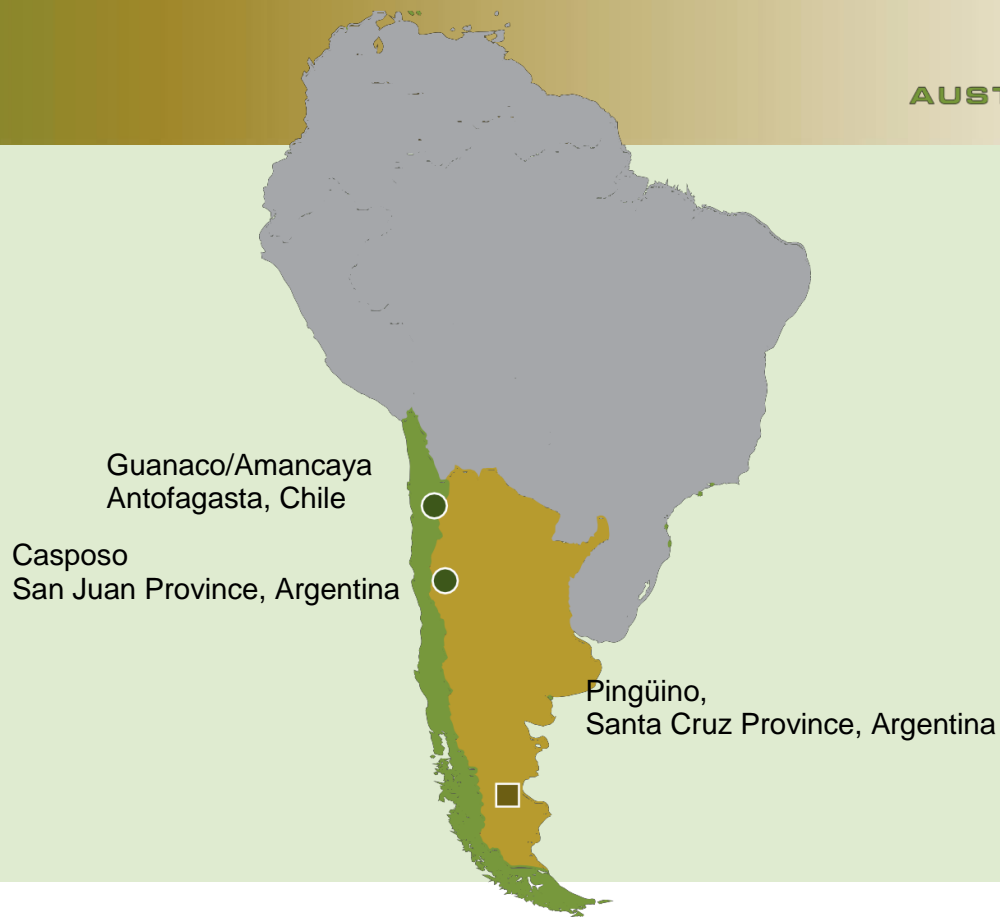 AUST
Guanaco/Amancaya
Antofagasta, Chile
Casposo
San Juan Province, Argentina
Pingüino,
Santa Cruz Province, Argentina